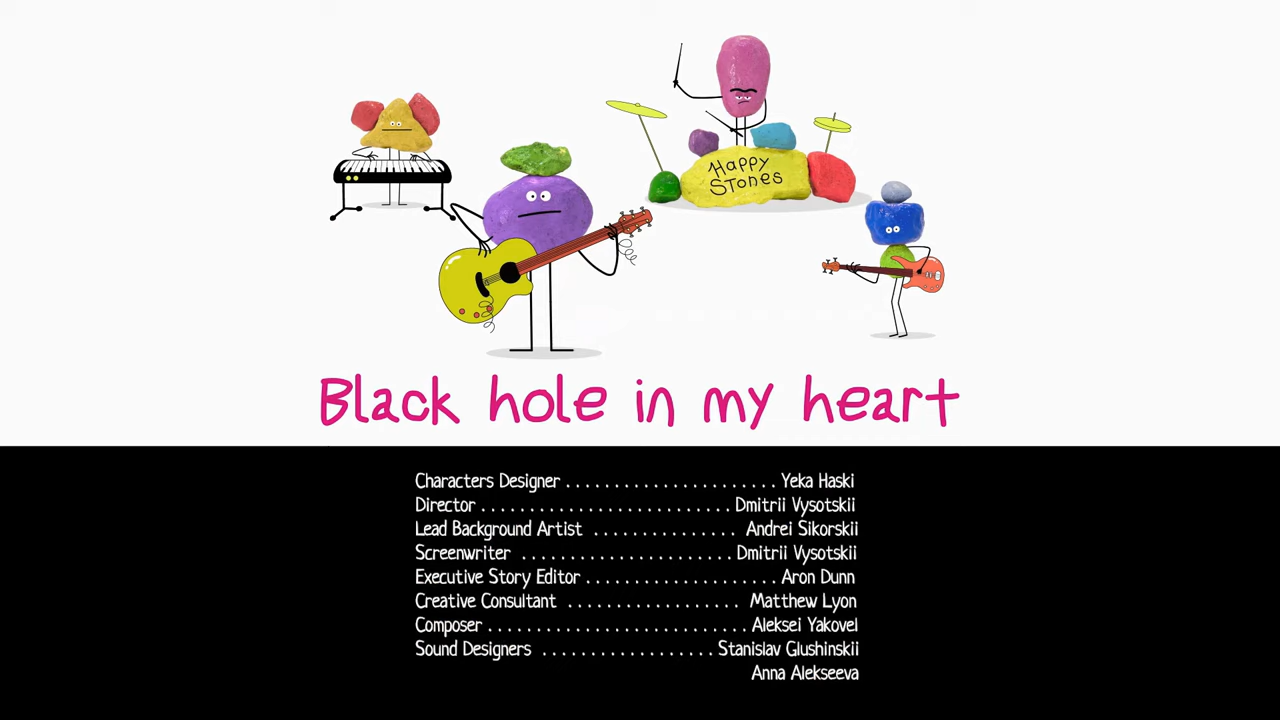 Happy
Stones
Black hole in my heart
Characters Designer . . . . . . . . . . . . . . . . . . . . . . Yeka Haski
Director . . . . . . . . . . . . . . . . . . . . . . . . . . Dmitrii Vysotskii
Lead Background Artist . . . . . . . . . . . . . . . Andrei Sikorskii
Screenwriter . . . . . . . . . . . . . . . . . . . . . . Dmitrii Vysotskii
Executive Story Editor . . . . . . . . . . . . . . . . . . . . Aron Dunn
Creative Consultant . . . . . . . . . . . . . . . . . . Matthew Lyon
Composer . . . . . . . . . . . . . . . . . . . . . . . . . . . Aleksei Yakovel
Sound Designers . . . . . . . . . . . . . . . . . . Stanislav Glushinskii
Anna Alekseeva